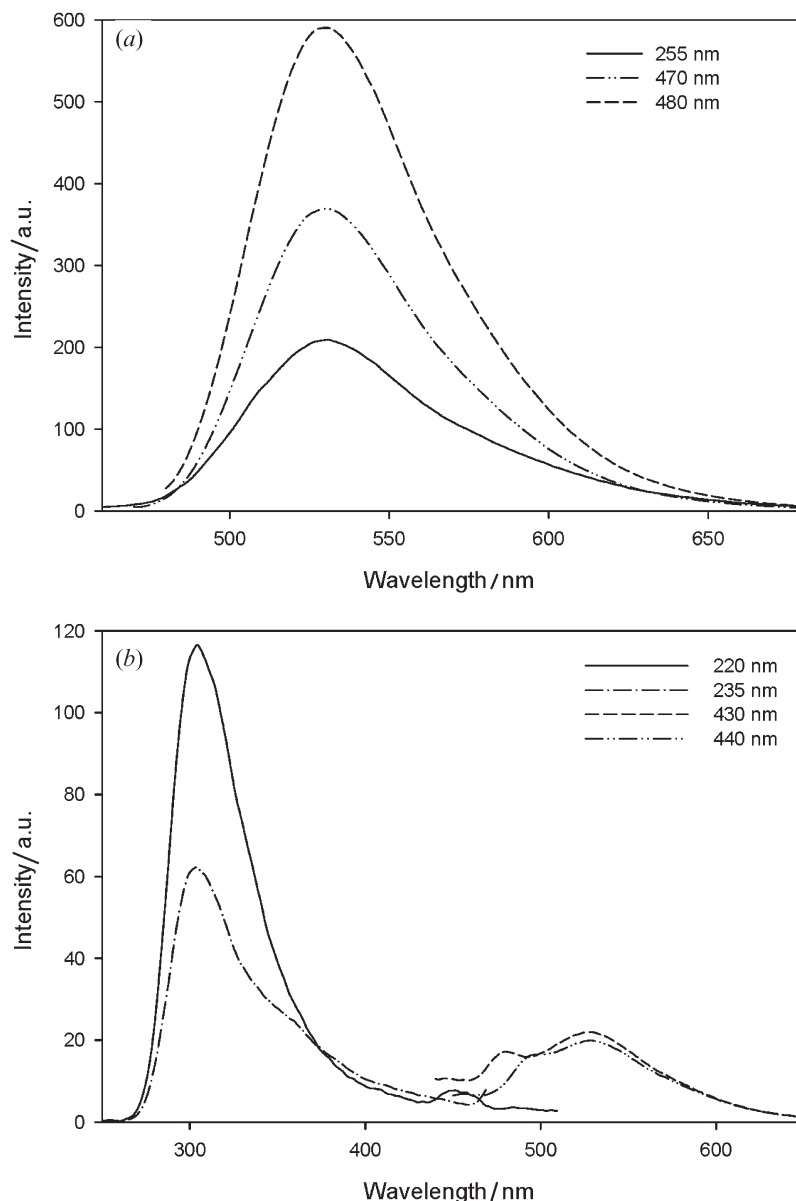 (a)
255 nm
470 nm
480 nm
600
500
400
300
200
100
0
Intensity/a.u.
500 550 600 650
Wavelength/nm
(b)
220 nm
235 nm
430 nm
440 nm
120
100
80
60
40
20
0
Intensity/a.u.
300 400 500 600
Wavelength/nm